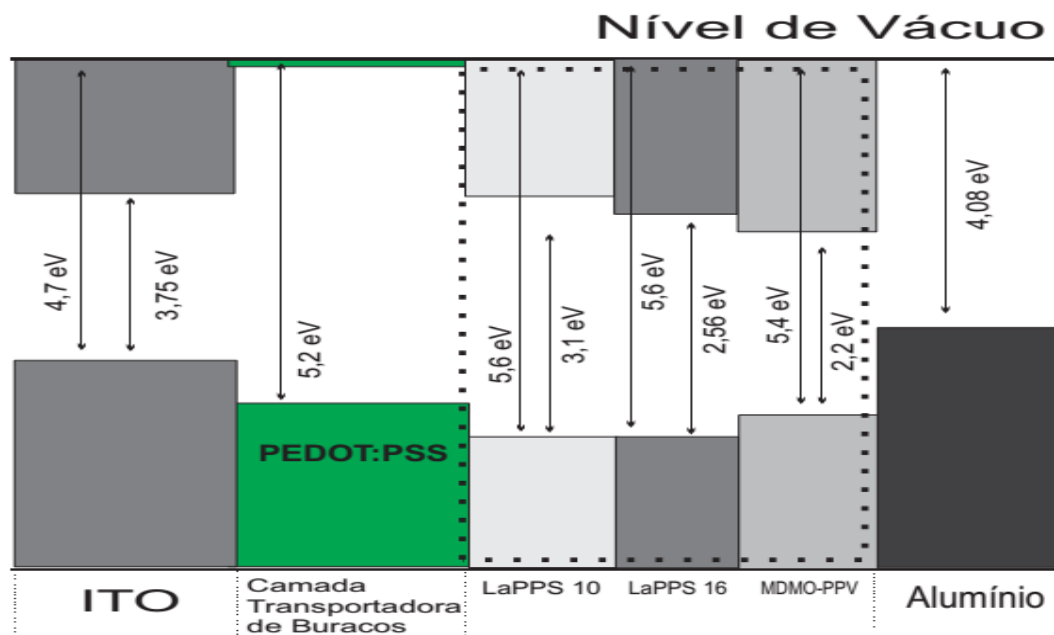 Nível de Vácuo
4,7 eV
3,75 eV
5,2 eV
5,6 eV
3,1 eV
5,6 eV
2,56 eV
5,4 eV
2,2 eV
4,08 eV
PEDOT:PSS
ITO
Camada
Transportadora
de Buracos
LaPPS 10
LaPPS 16
MDMO-PPV
Alumínio